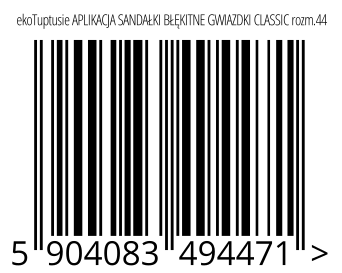 ekoTuptusie APLIKACJA SANDAŁKI BŁĘKITNE GWIAZDKI CLASSIC rozm.44
5 904083 494471 >